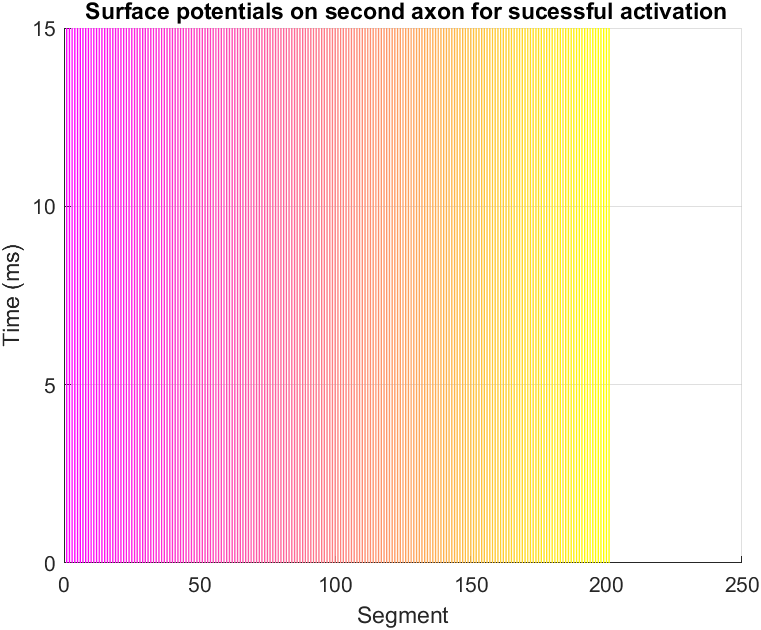 Surface potentials on second axon for sucessful activation
15
10
5
0
Time (ms)
0 50 100 150 200 250
Segment